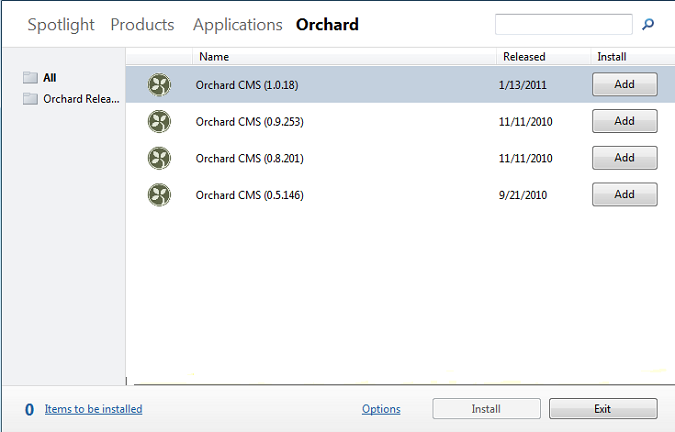 Spotlight Products Applications Orchard
Name Released Install
All
Orchard Relea...
Orchard CMS (1.0.18) 1/13/2011 Add
Orchard CMS (0.9.253) 11/11/2010 Add
Orchard CMS (0.8.201) 11/11/2010 Add
Orchard CMS (0.5.146) 9/21/2010 Add
0 Items to be installed Options Install Exit